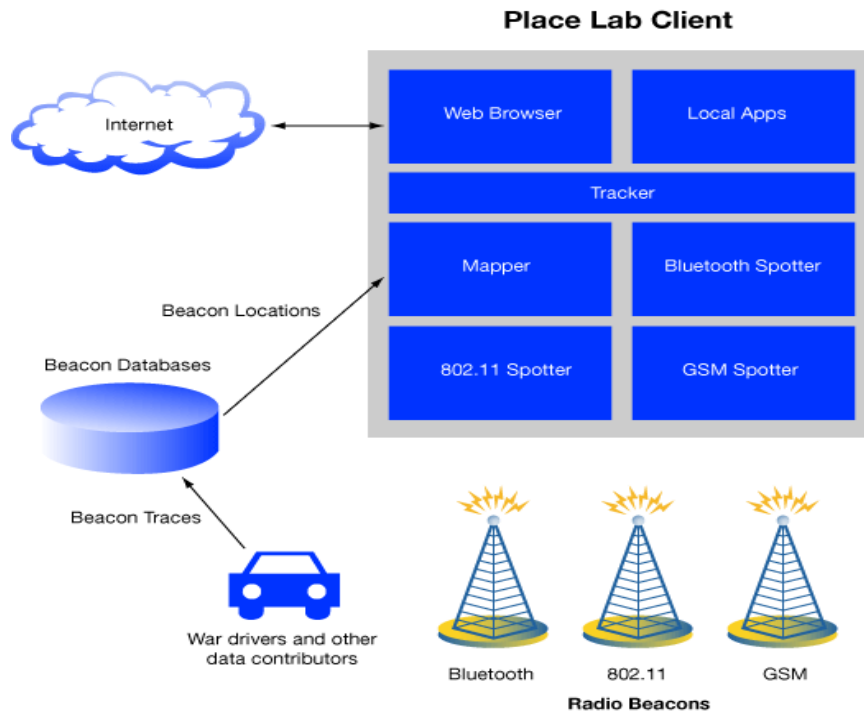 Place Lab Client
Internet
Web Browser
Local Apps
Tracker
Mapper
Bluetooth Spotter
Beacon Locations
Beacon Databases
802.11 Spotter
GSM Spotter
Beacon Traces
War drivers and other
data contributors
Bluetooth
802.11
GSM
Radio Beacons